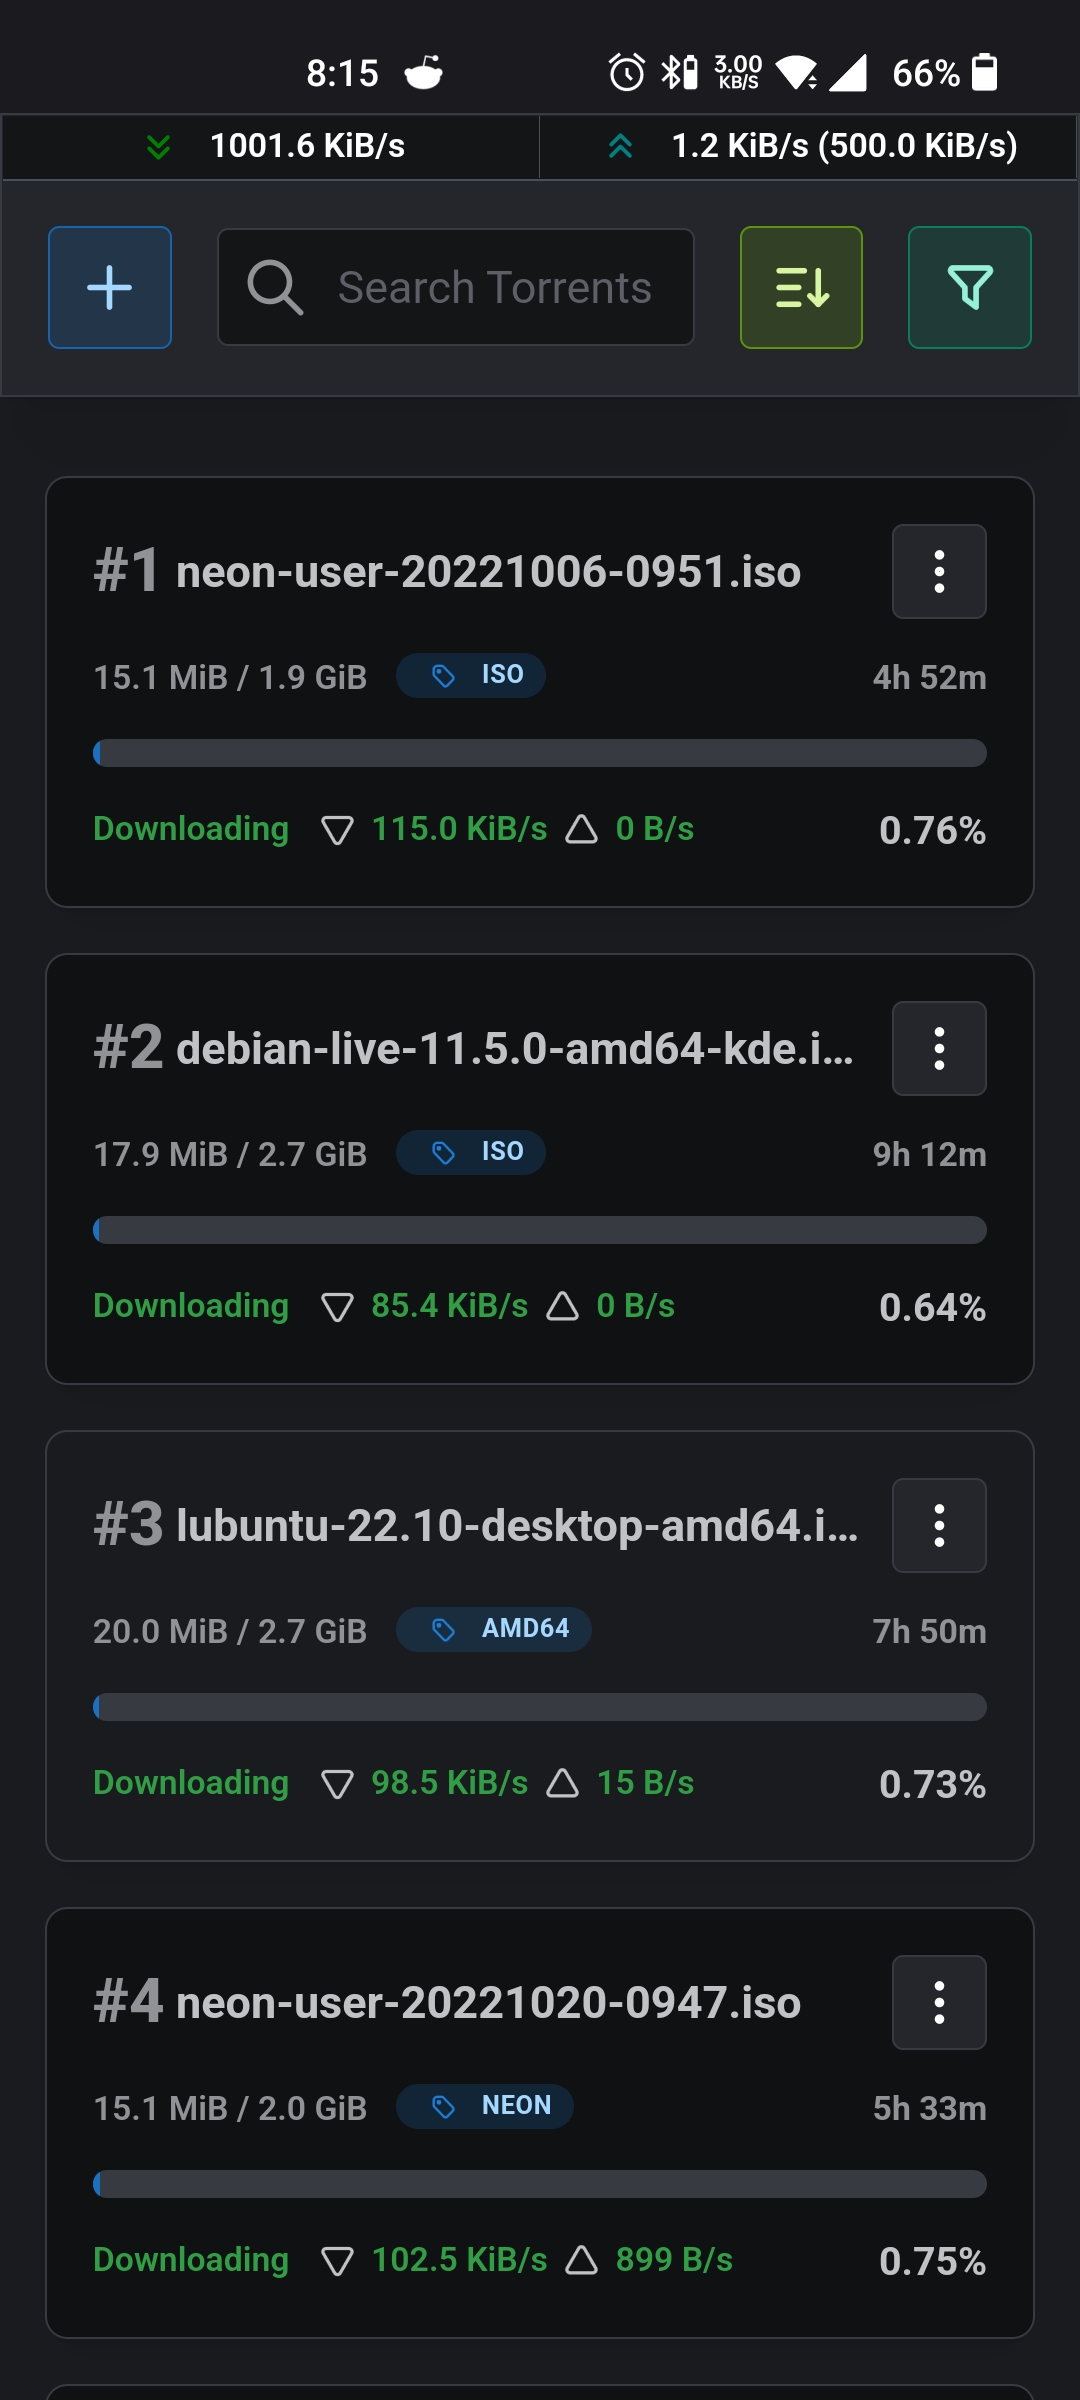 8:15 3.00 KB/S 66%
1001.6 KiB/s 1.2 KiB/s (500.0 KiB/s)
Search Torrents
#1 neon-user-20221006-0951.iso
15.1 MiB / 1.9 GiB ISO 4h 52m
Downloading 115.0 KiB/s 0 B/s 0.76%
#2 debian-live-11.5.0-amd64-kde.i...
17.9 MiB / 2.7 GiB ISO 9h 12m
Downloading 85.4 KiB/s 0 B/s 0.64%
#3 lubuntu-22.10-desktop-amd64.i...
20.0 MiB / 2.7 GiB AMD64 7h 50m
Downloading 98.5 KiB/s 15 B/s 0.73%
#4 neon-user-20221020-0947.iso
15.1 MiB / 2.0 GiB NEON 5h 33m
Downloading 102.5 KiB/s 899 B/s 0.75%